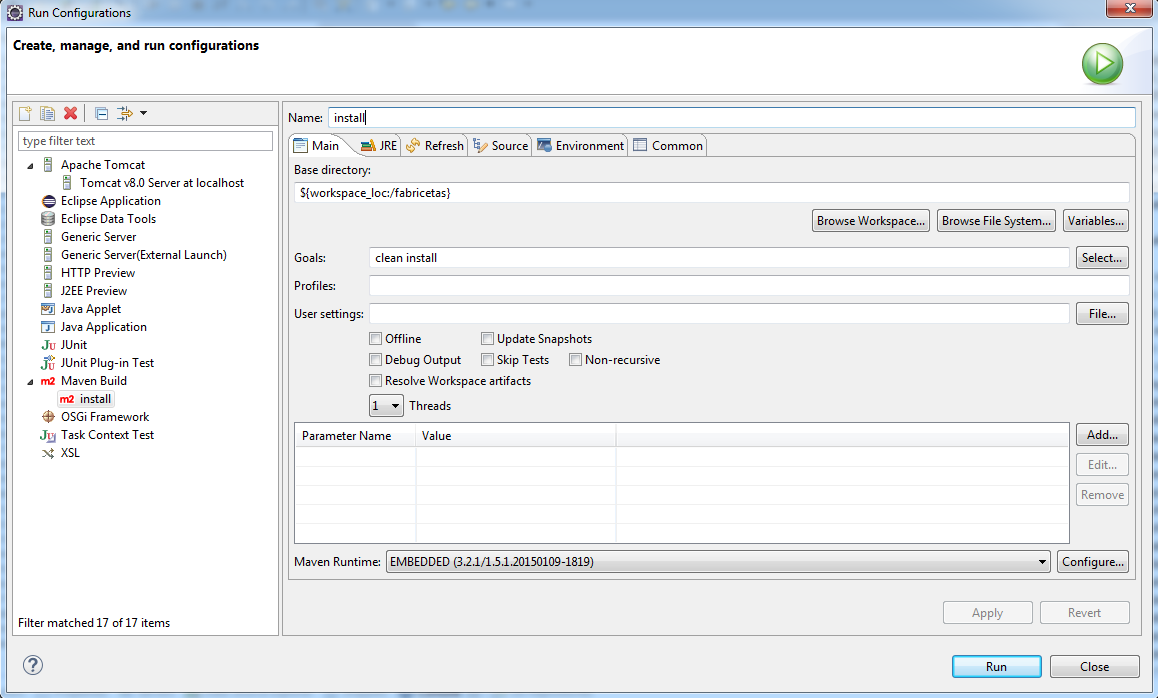 Run Configurations
Create, manage, and run configurations
type filter text
Apache Tomcat
Tomcat v8.0 Server at localhost
Eclipse Application
Eclipse Data Tools
Generic Server
Generic Server(External Launch)
HTTP Preview
J2EE Preview
Java Applet
Java Application
JUnit
JUnit Plug-in Test
m2 Maven Build
m2 install
OSGi Framework
Task Context Test
XSL
Filter matched 17 of 17 items
Name: install
Main JRE Refresh Source Environment Common
Base directory:
${workspace_loc:/fabricetas}
Browse Workspace... Browse File System... Variables...
Goals: clean install Select...
Profiles:
User settings: File...
Offline Update Snapshots
Debug Output Skip Tests Non-recursive
Resolve Workspace artifacts
1 Threads
Parameter Name Value Add...
Edit...
Remove
Maven Runtime: EMBEDDED (3.2.1/1.5.1.20150109-1819) Configure...
Apply Revert
? Run Close